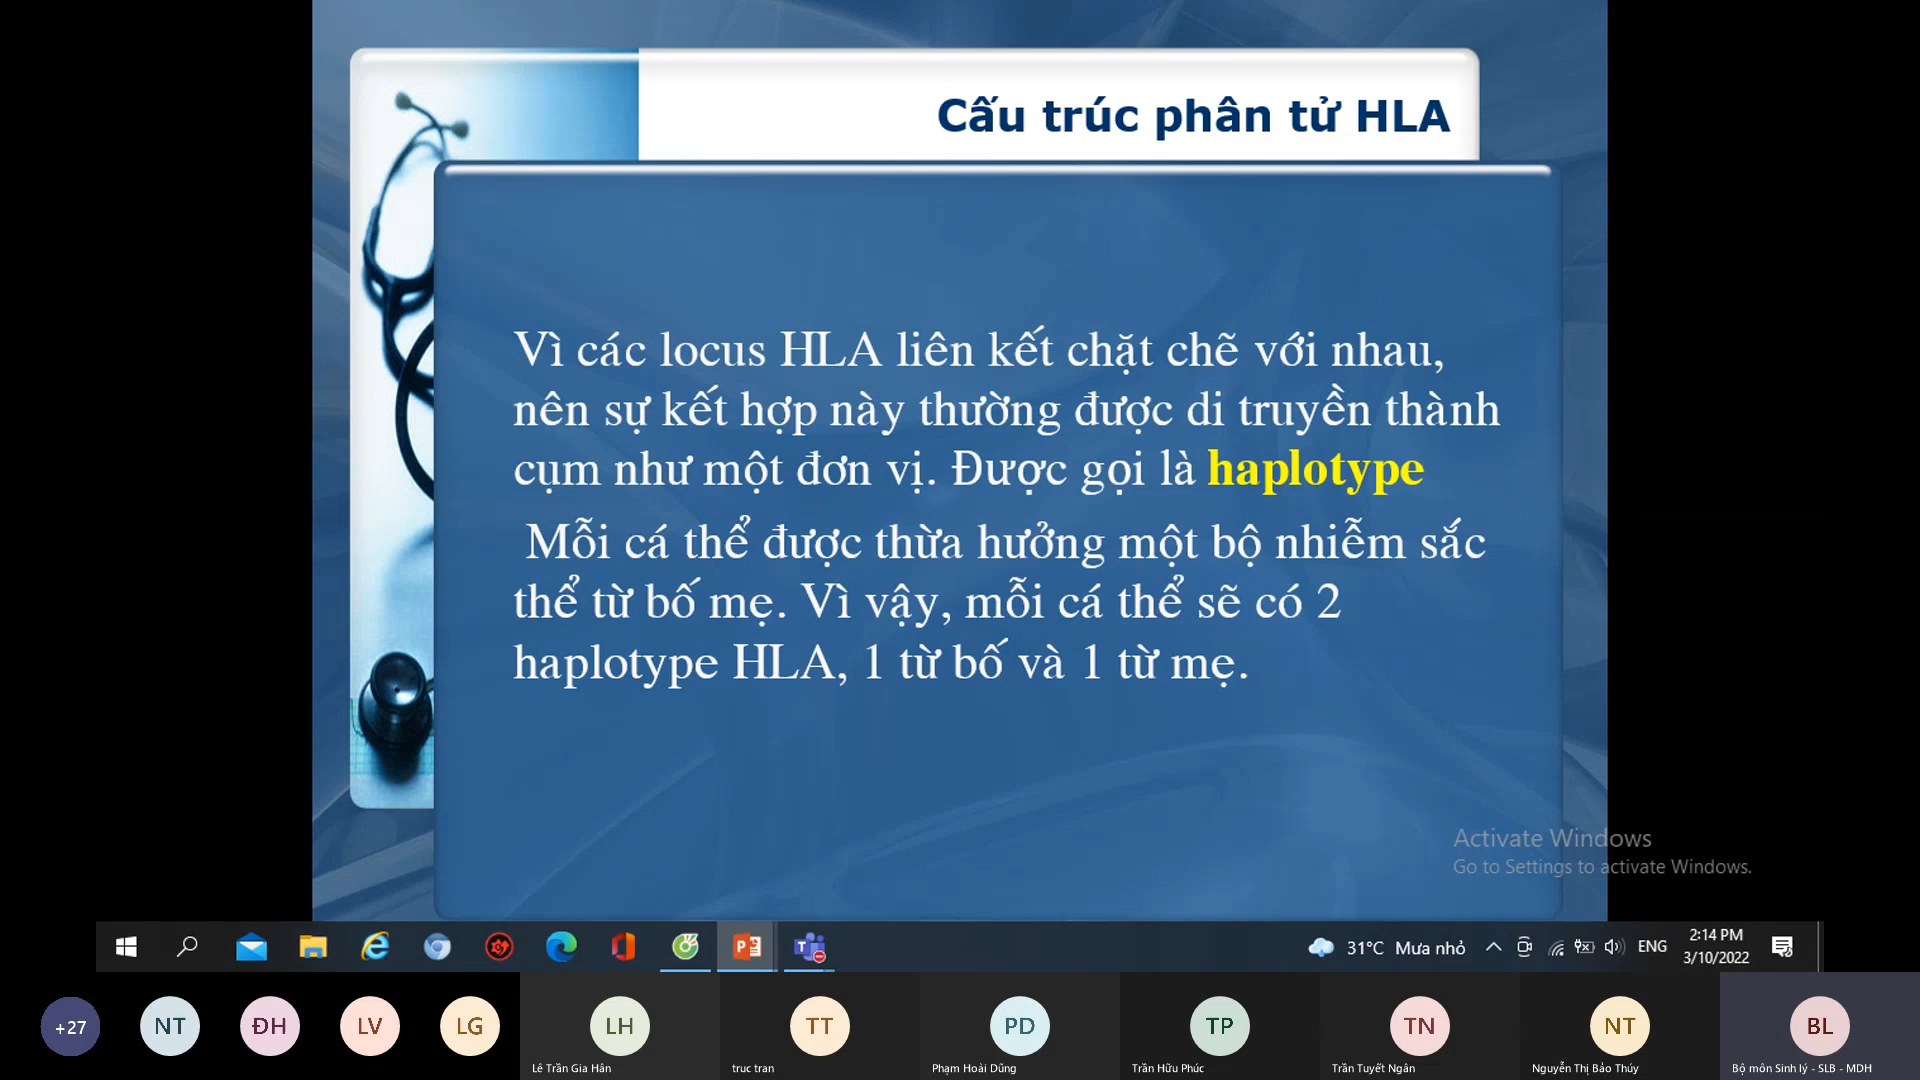 Cấu trúc phân tử HLA
Vì các locus HLA liên kết chặt chẽ với nhau,
nên sự kết hợp này thường được di truyền thành
cụm như một đơn vị. Được gọi là haplotype
Mỗi cá thể được thừa hưởng một bộ nhiễm sắc
thể từ bố mẹ. Vì vậy, mỗi cá thể sẽ có 2
haplotype HLA, 1 từ bố và 1 từ mẹ.
Activate Windows
Go to Settings to activate Windows.
31°C Mưa nhỏ
ENG
2:14 PM
3/10/2022
+27
NT
ĐH
LV
LG
LH
TT
PD
TP
TN
NT
BL
Lê Trần Gia Hân
truc tran
Phạm Hoài Dũng
Trần Hữu Phúc
Trần Tuyết Ngân
Nguyễn Thị Bảo Thúy
Bộ môn Sinh lý - SLB - MDH